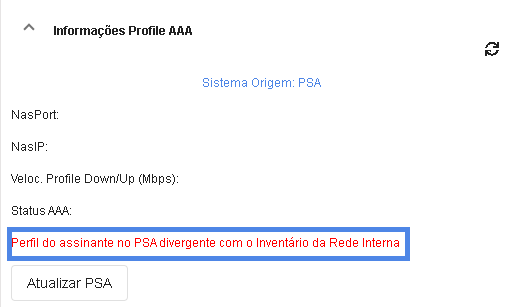 Informações Profile AAA
Sistema Origem: PSA
NasPort:
NasIP:
Veloc. Profile Down/Up (Mbps):
Status AAA:
Perfil do assinante no PSA divergente com o Inventário da Rede Interna
Atualizar PSA